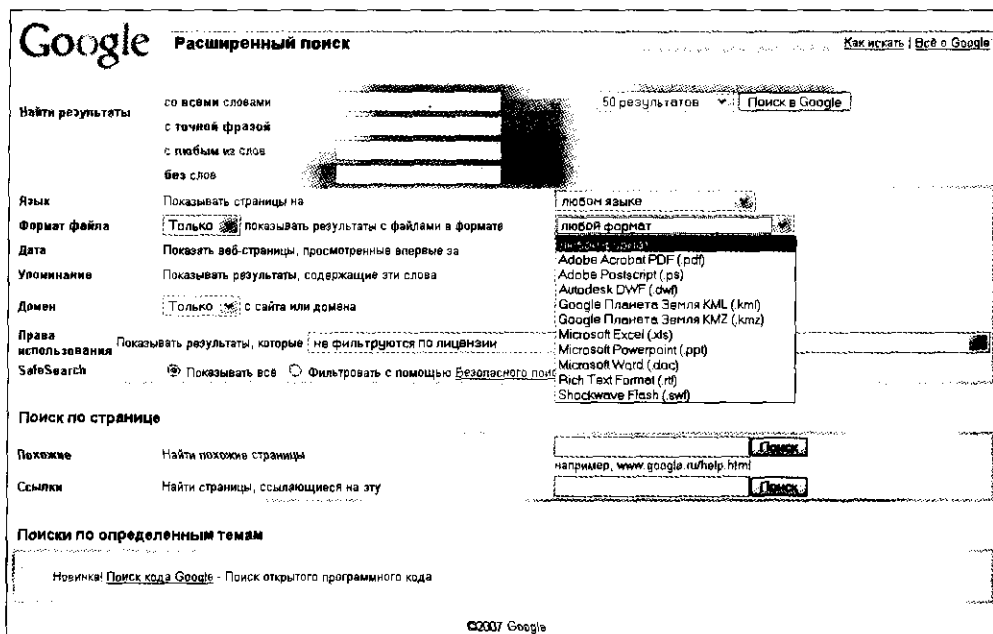 Google Расширенный поиск
Как искать | Всё о Google
Найти результаты
со всеми словами
50 результатов Поиск в Google
с точной фразой
с любым из слов
без слов
Язык Показывать страницы на любом языке
Формат файла Только показывать результаты с файлами в формате любой формат
любой формат
Дата Показать веб-страницы, просмотренные впервые за
Adobe Acrobat PDF (.pdf)
Упоминание Показывать результаты, содержащие эти слова
Adobe Postscript (.ps)
Autodesk DWF (.dwf)
Домен Только с сайта или домена
Google Планета Земля KML (.kml)
Google Планета Земля KMZ (.kmz)
Права использования Показывать результаты, которые не фильтруются по лицензии
Microsoft Excel (.xls)
Microsoft Powerpoint (.ppt)
SafeSearch Показывать все Фильтровать с помощью Безопасного
Microsoft Word (.doc)
Rich Text Format (.rtf)
Shockwave Flash (.swf)
Поиск по странице
Похожие Найти похожие страницы Поиск
например, www.google.ru/help.html
Ссылки Найти страницы, ссылающиеся на эту Поиск
Поиски по определенным темам
Новинка! Поиск кода Google - Поиск открытого программного кода
©2007 Google